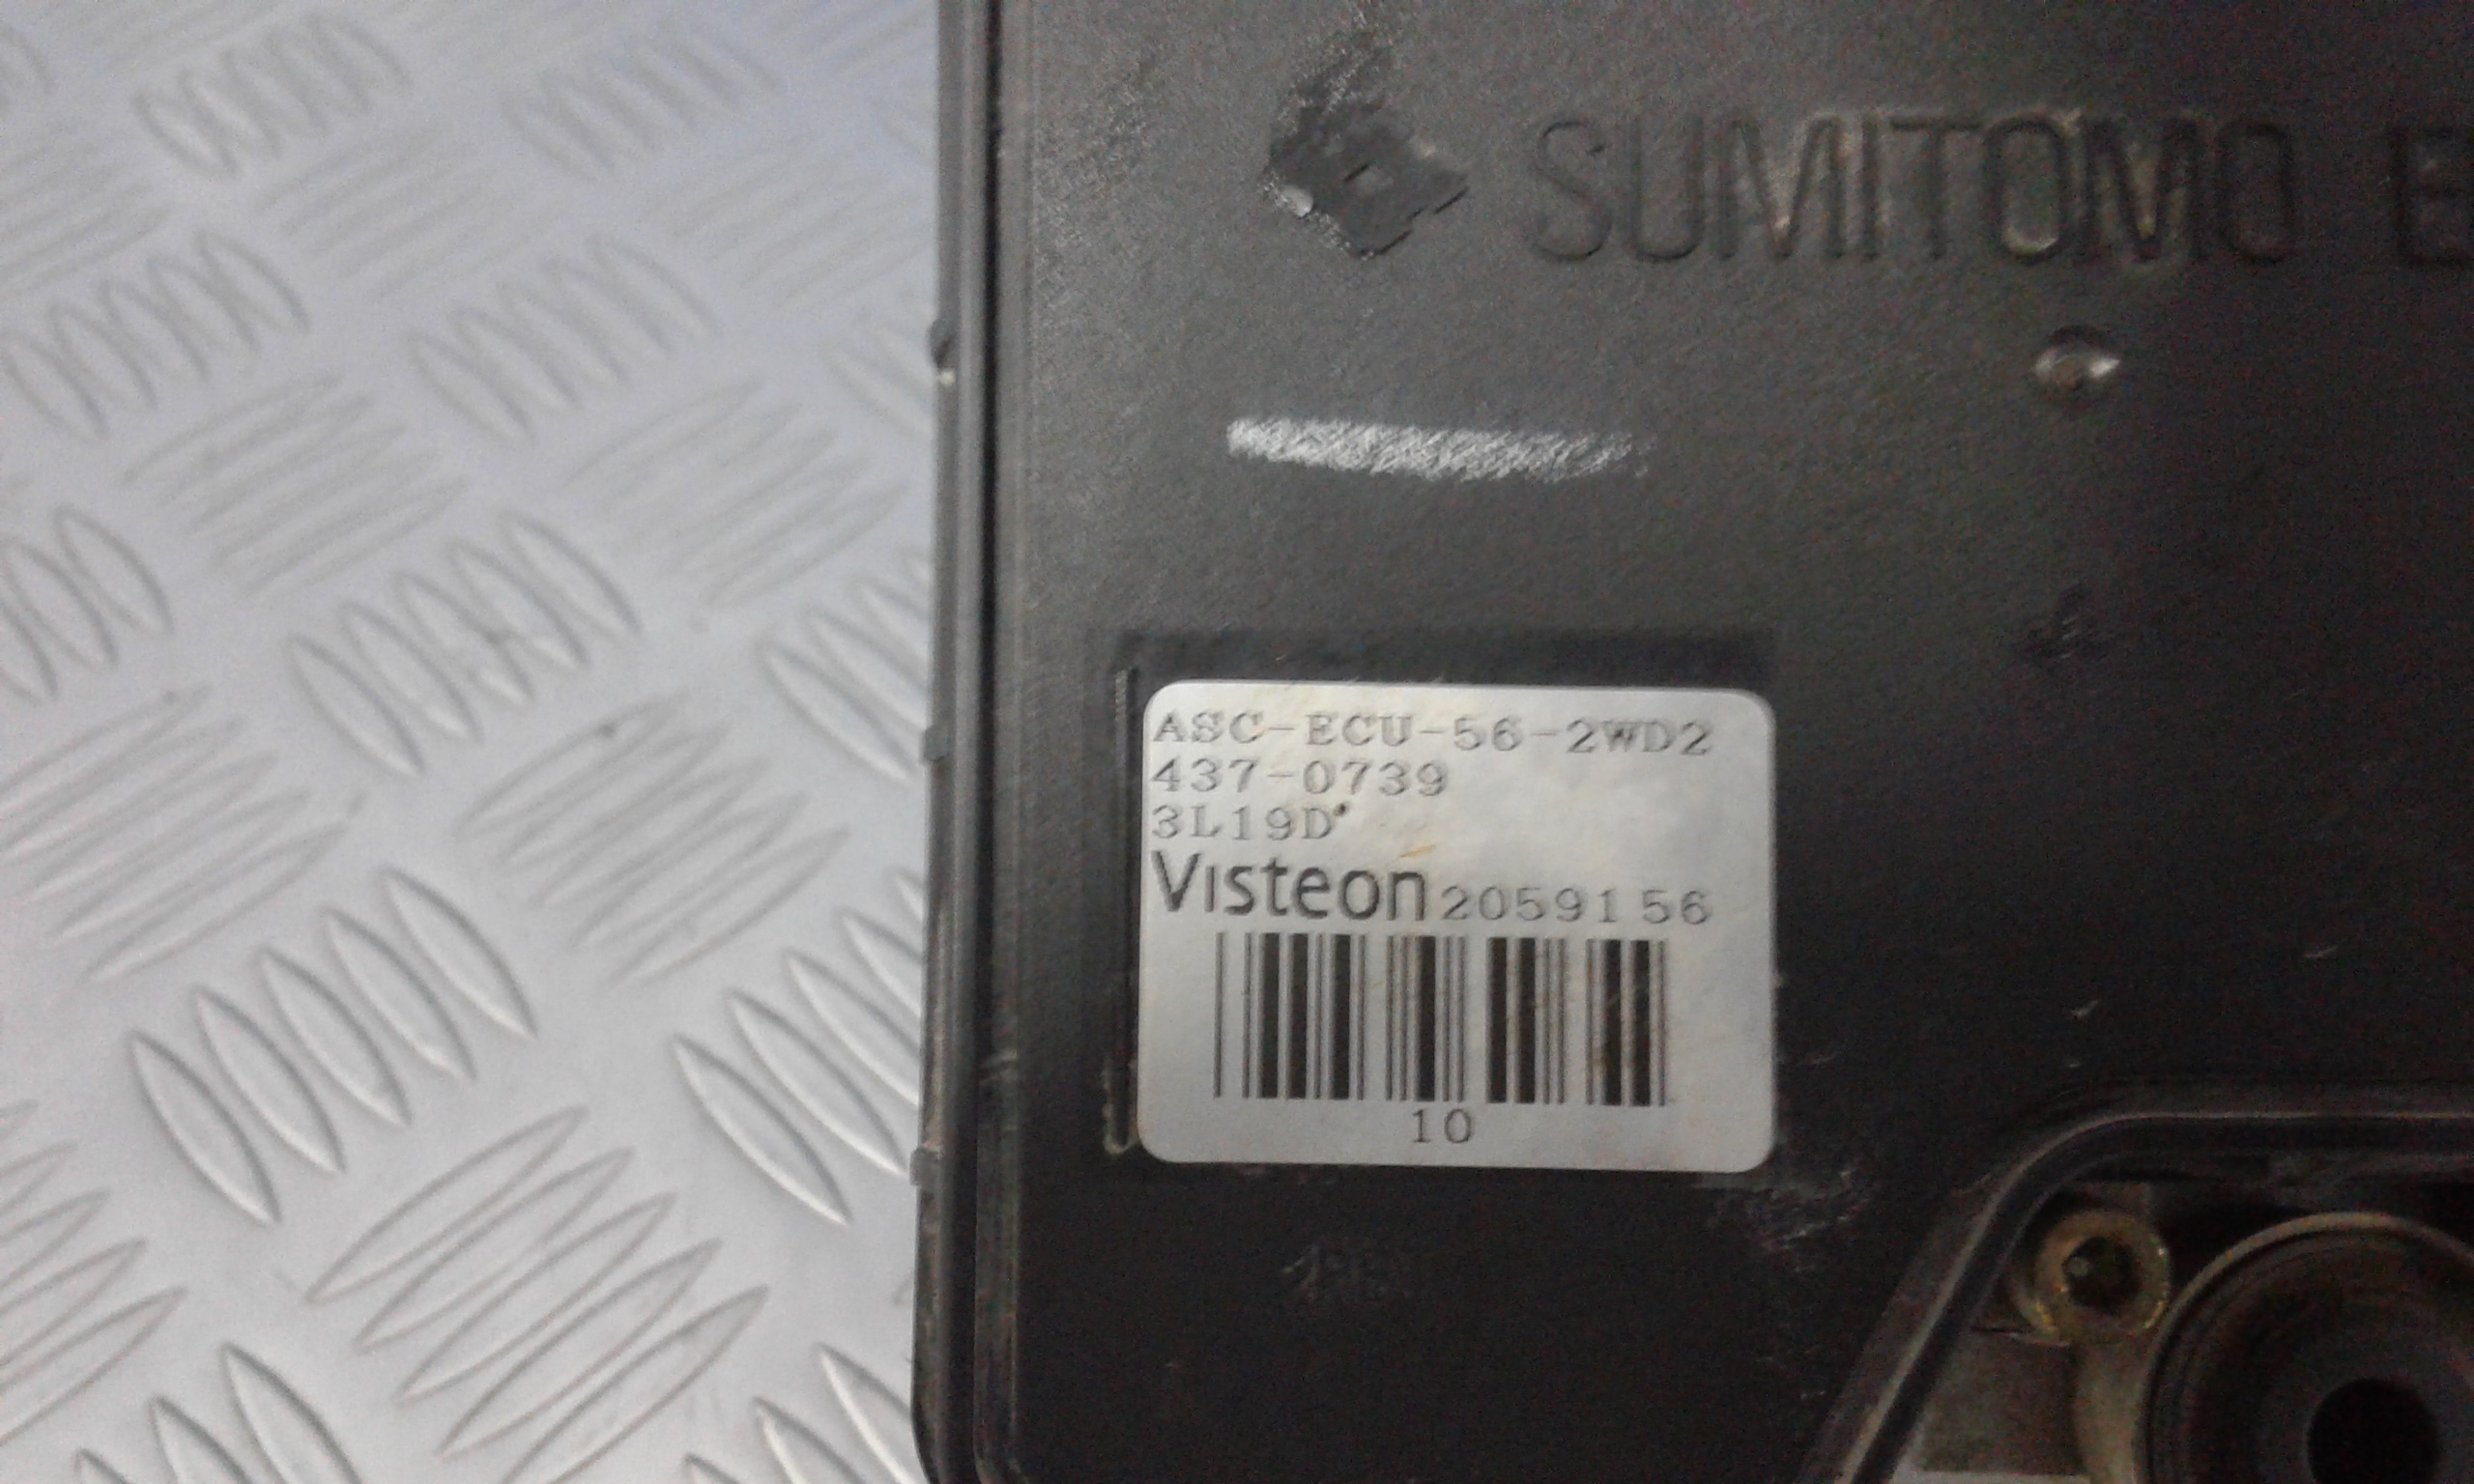 SUMITOMO E
ASC-ECU-56-2WD2
437-0739
3L19D
Visteon 2059156
10